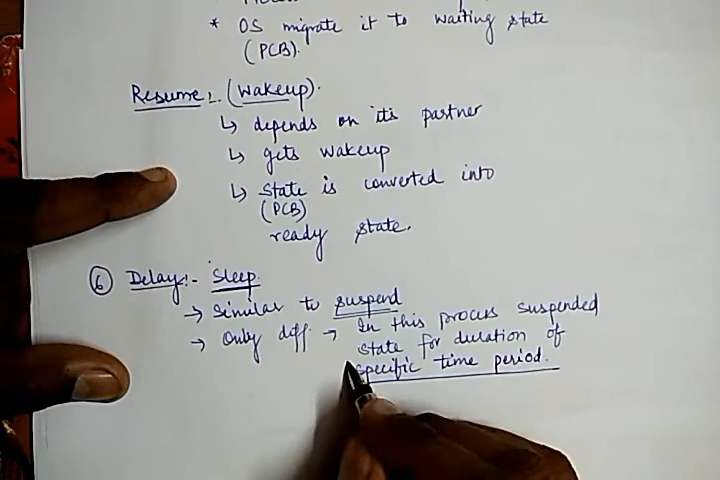 * OS migrate it to waiting state
(PCB).
Resume :. (Wakeup).
↳ depends on its partner
↳ gets wakeup
↳ state is converted into
(PCB)
ready state.
⑥ Delay:- Sleep.
→ Similar to suspend
→ Only diff. → In this process suspended
state for duration of
specific time period.